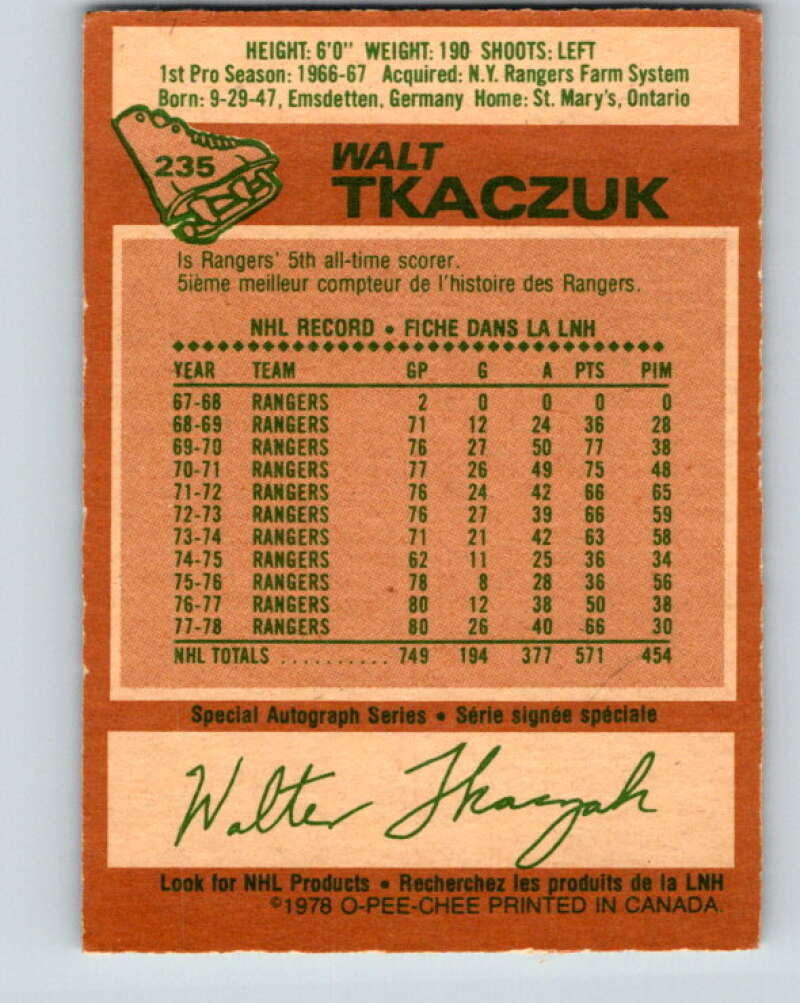 HEIGHT: 6'0" WEIGHT: 190 SHOOTS: LEFT
1st Pro Season: 1966-67 Acquired: N.Y. Rangers Farm System
Born: 9-29-47, Emsdetten, Germany Home: St. Mary's, Ontario
235
WALT
TKACZUK
Is Rangers' 5th all-time scorer.
5ième meilleur compteur de l'histoire des Rangers.
NHL RECORD • FICHE DANS LA LNH
YEAR TEAM GP G A PTS PIM
67-68 RANGERS 2 0 0 0 0
68-69 RANGERS 71 12 24 36 28
69-70 RANGERS 76 27 50 77 38
70-71 RANGERS 77 26 49 75 48
71-72 RANGERS 76 24 42 66 65
72-73 RANGERS 76 27 39 66 59
73-74 RANGERS 71 21 42 63 58
74-75 RANGERS 62 11 25 36 34
75-76 RANGERS 78 8 28 36 56
76-77 RANGERS 80 12 38 50 38
77-78 RANGERS 80 26 40 66 30
NHL TOTALS .......... 749 194 377 571 454
Special Autograph Series • Série signée spéciale
Walter Tkaczuk
Look for NHL Products • Recherchez les produits de la LNH
©1978 O-PEE-CHEE PRINTED IN CANADA.